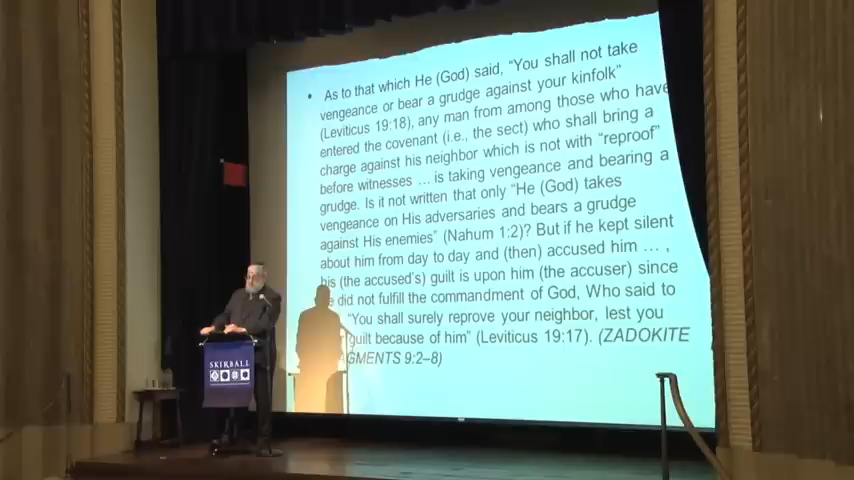 • As to that which He (God) said, “You shall not take
vengeance or bear a grudge against your kinfolk”
(Leviticus 19:18), any man from among those who have
entered the covenant (i.e., the sect) who shall bring a
charge against his neighbor which is not with “reproof”
before witnesses … is taking vengeance and bearing a
grudge. Is it not written that only “He (God) takes
vengeance on His adversaries and bears a grudge
against His enemies” (Nahum 1:2)? But if he kept silent
about him from day to day and (then) accused him … ,
his (the accused’s) guilt is upon him (the accuser) since
did not fulfill the commandment of God, Who said to
“You shall surely reprove your neighbor, lest you
guilt because of him” (Leviticus 19:17). (ZADOKITE
GMENTS 9:2–8)
SKIRBALL